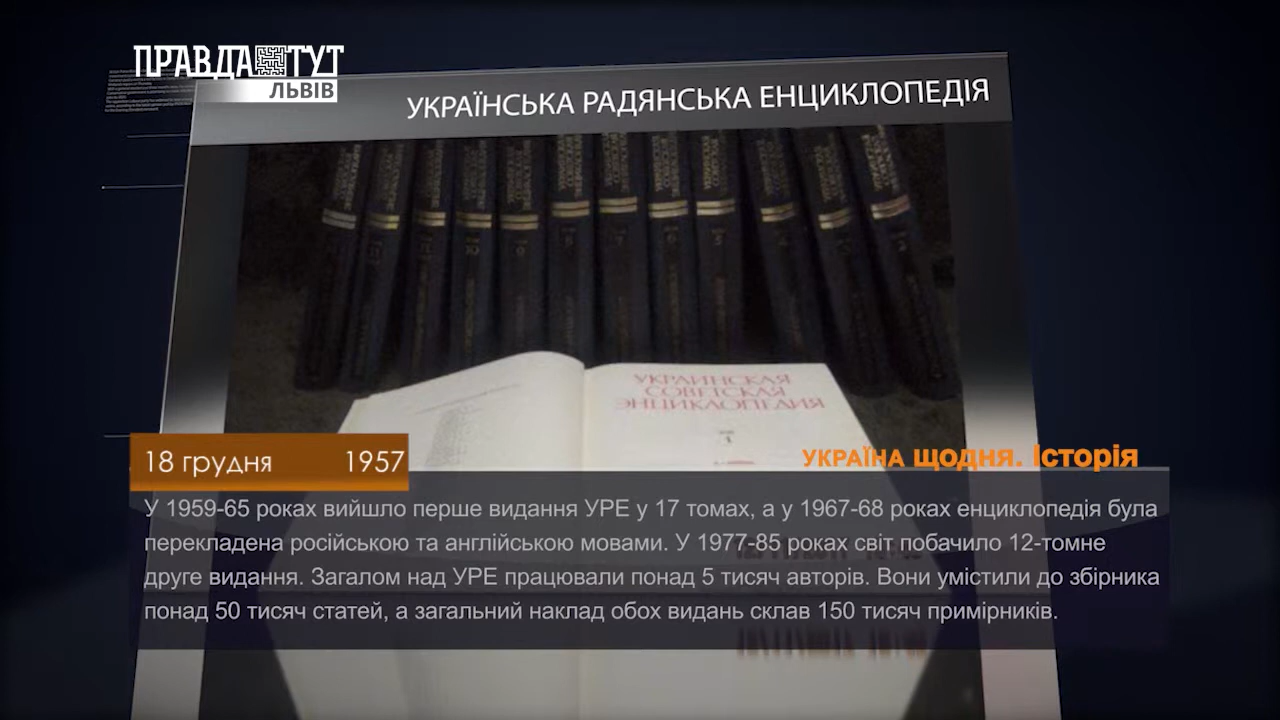 ПРАВДА ТУТ
ЛЬВІВ
УКРАЇНСЬКА РАДЯНСЬКА ЕНЦИКЛОПЕДІЯ
УКРАИНСКАЯ
СОВЕТСКАЯ
ЭНЦИКЛОПЕДИЯ
18 грудня 1957
УКРАЇНА щодня. Історія
У 1959-65 роках вийшло перше видання УРЕ у 17 томах, а у 1967-68 роках енциклопедія була
перекладена російською та англійською мовами. У 1977-85 роках світ побачило 12-томне
друге видання. Загалом над УРЕ працювали понад 5 тисяч авторів. Вони умістили до збірника
понад 50 тисяч статей, а загальний наклад обох видань склав 150 тисяч примірників.